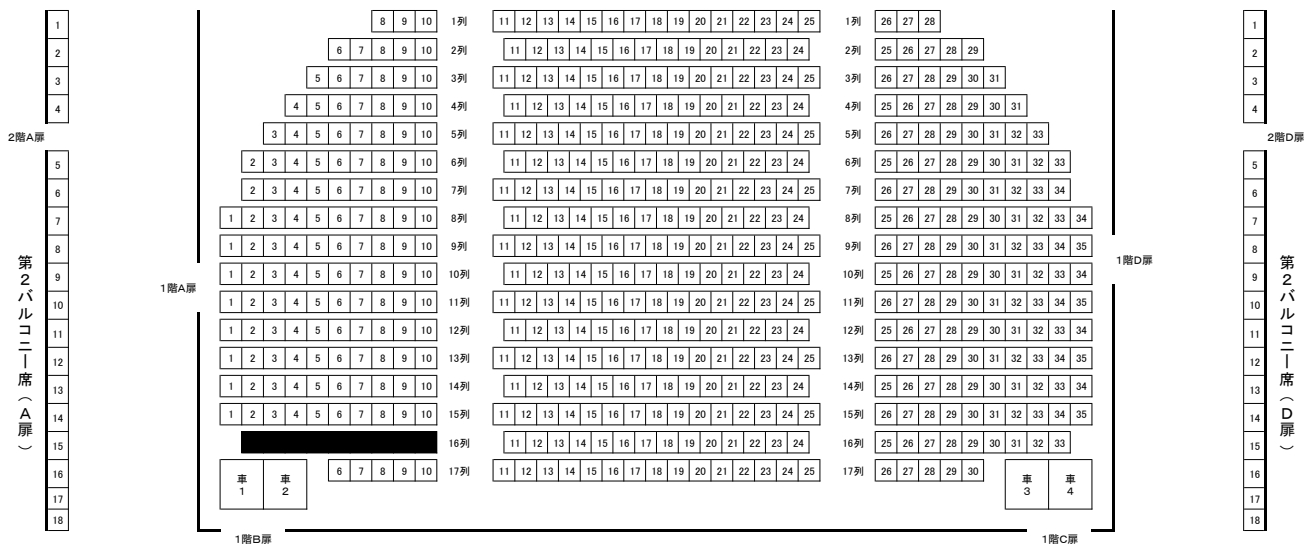 8 9 10 1列 11 12 13 14 15 16 17 18 19 20 21 22 23 24 25 1列 26 27 28
6 7 8 9 10 2列 11 12 13 14 15 16 17 18 19 20 21 22 23 24 2列 25 26 27 28 29
5 6 7 8 9 10 3列 11 12 13 14 15 16 17 18 19 20 21 22 23 24 25 3列 26 27 28 29 30 31
4 5 6 7 8 9 10 4列 11 12 13 14 15 16 17 18 19 20 21 22 23 24 4列 25 26 27 28 29 30 31
3 4 5 6 7 8 9 10 5列 11 12 13 14 15 16 17 18 19 20 21 22 23 24 25 5列 26 27 28 29 30 31 32 33
2 3 4 5 6 7 8 9 10 6列 11 12 13 14 15 16 17 18 19 20 21 22 23 24 6列 25 26 27 28 29 30 31 32 33
2 3 4 5 6 7 8 9 10 7列 11 12 13 14 15 16 17 18 19 20 21 22 23 24 25 7列 26 27 28 29 30 31 32 33 34
1 2 3 4 5 6 7 8 9 10 8列 11 12 13 14 15 16 17 18 19 20 21 22 23 24 8列 25 26 27 28 29 30 31 32 33 34
1 2 3 4 5 6 7 8 9 10 9列 11 12 13 14 15 16 17 18 19 20 21 22 23 24 25 9列 26 27 28 29 30 31 32 33 34 35
1 2 3 4 5 6 7 8 9 10 10列 11 12 13 14 15 16 17 18 19 20 21 22 23 24 10列 25 26 27 28 29 30 31 32 33 34
1 2 3 4 5 6 7 8 9 10 11列 11 12 13 14 15 16 17 18 19 20 21 22 23 24 25 11列 26 27 28 29 30 31 32 33 34 35
1 2 3 4 5 6 7 8 9 10 12列 11 12 13 14 15 16 17 18 19 20 21 22 23 24 12列 25 26 27 28 29 30 31 32 33 34
1 2 3 4 5 6 7 8 9 10 13列 11 12 13 14 15 16 17 18 19 20 21 22 23 24 25 13列 26 27 28 29 30 31 32 33 34 35
1 2 3 4 5 6 7 8 9 10 14列 11 12 13 14 15 16 17 18 19 20 21 22 23 24 14列 25 26 27 28 29 30 31 32 33 34
1 2 3 4 5 6 7 8 9 10 15列 11 12 13 14 15 16 17 18 19 20 21 22 23 24 25 15列 26 27 28 29 30 31 32 33 34 35
16列 11 12 13 14 15 16 17 18 19 20 21 22 23 24 16列 25 26 27 28 29 30 31 32 33
車1 車2 6 7 8 9 10 17列 11 12 13 14 15 16 17 18 19 20 21 22 23 24 25 17列 26 27 28 29 30 車3 車4
1階A扉
1階B扉
1階C扉
1階D扉
1
2
3
4
2階A扉
5
6
7
8
9
10
11
12
13
14
15
16
17
18
第2バルコニー席(A扉)
1
2
3
4
2階D扉
5
6
7
8
9
10
11
12
13
14
15
16
17
18
第2バルコニー席(D扉)